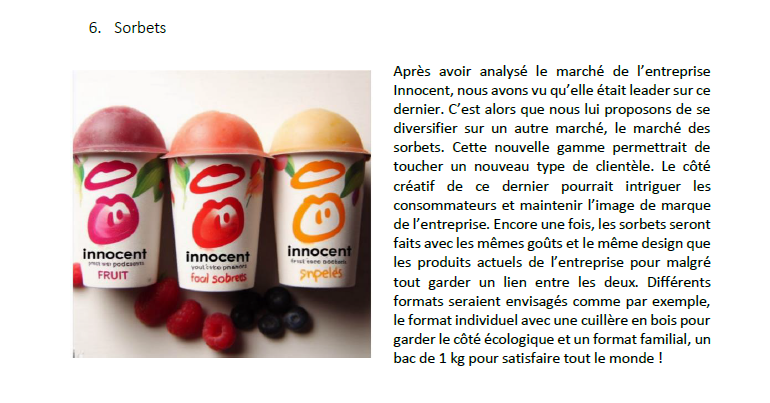 6. Sorbets
Après avoir analysé le marché de l’entreprise
Innocent, nous avons vu qu’elle était leader sur ce
dernier. C’est alors que nous lui proposons de se
diversifier sur un autre marché, le marché des
sorbets. Cette nouvelle gamme permettrait de
toucher un nouveau type de clientèle. Le côté
créatif de ce dernier pourrait intriguer les
consommateurs et maintenir l’image de marque
de l’entreprise. Encore une fois, les sorbets seront
faits avec les mêmes goûts et le même design que
les produits actuels de l’entreprise pour malgré
tout garder un lien entre les deux. Différents
formats seraient envisagés comme par exemple,
le format individuel avec une cuillère en bois pour
garder le côté écologique et un format familial, un
bac de 1 kg pour satisfaire tout le monde !
innocent
FRUIT
innocent
fool sobrets
innocent
snpelés